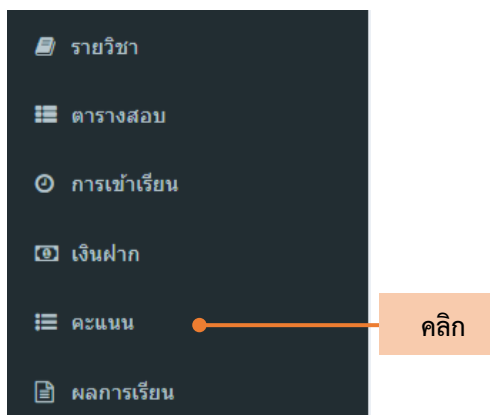 รายวิชา
ตารางสอบ
การเข้าเรียน
เงินฝาก
คะแนน
คลิก
ผลการเรียน